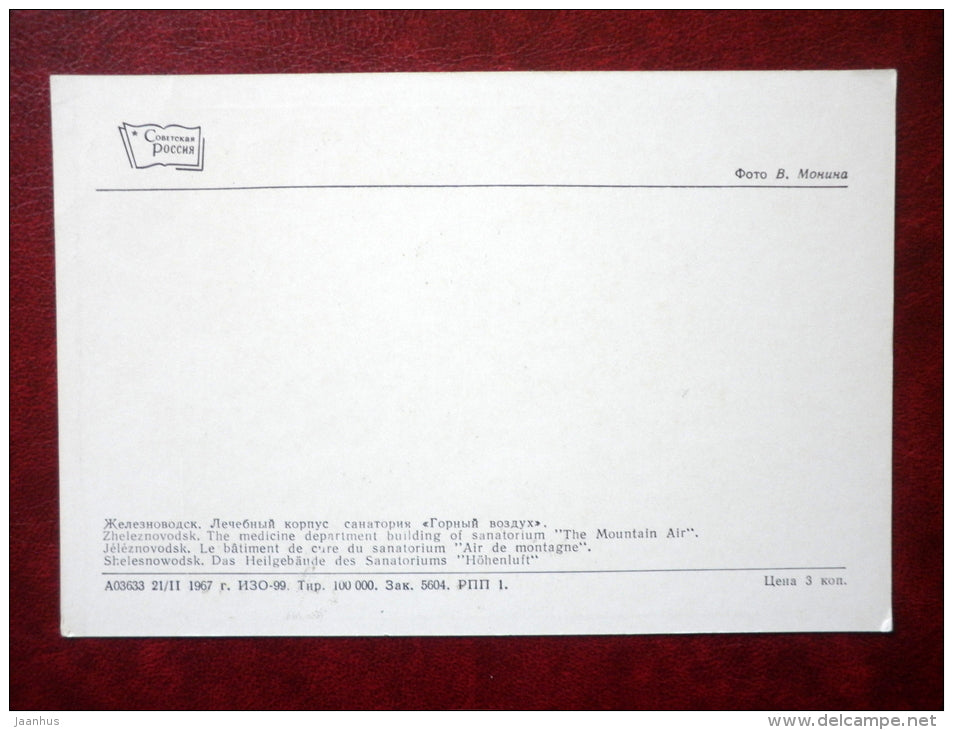 ★ Советская
Россия
Фото В. Монина
Железноводск. Лечебный корпус санатория «Горный воздух».
Zheleznovodsk. The medicine department building of sanatorium "The Mountain Air".
Jéléznovodsk. Le bâtiment de cure du sanatorium "Air de montagne".
Shelesnowodsk. Das Heilgebände des Sanatoriums "Höhenluft"
А03633 21/II 1967 г. ИЗО-99. Тир. 100 000. Зак. 5604. РПП 1.
Цена 3 коп.
jaanhus
www.delcampe.net